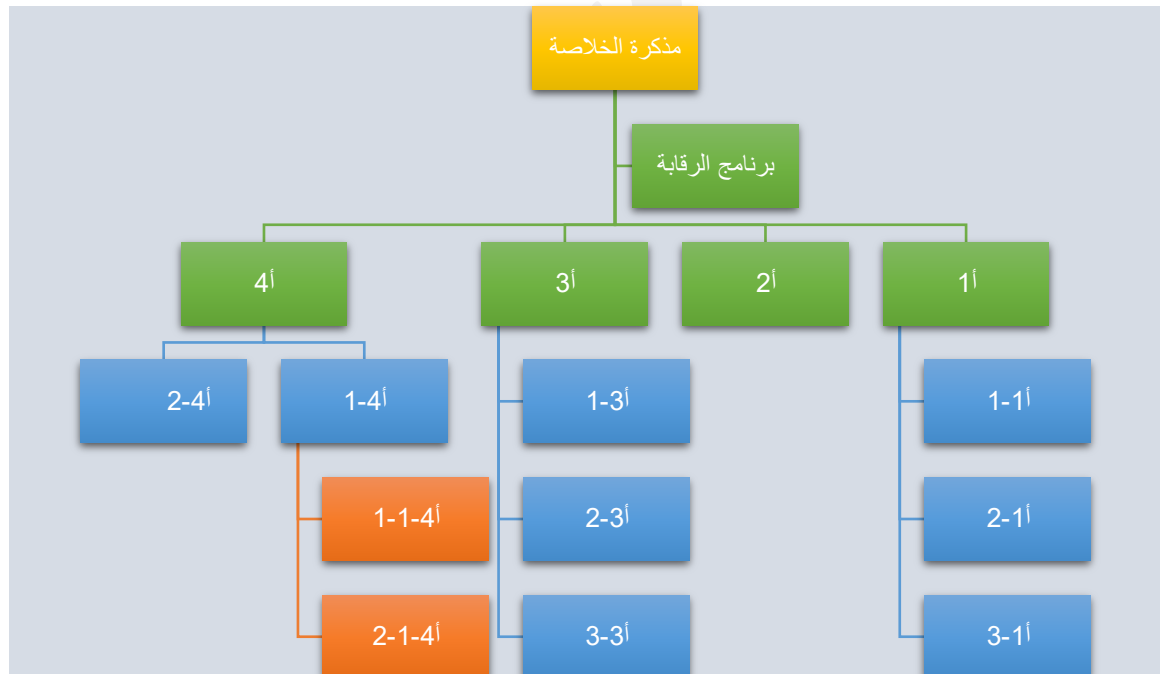 مذكرة الخلاصة
برنامج الرقابة
أ1
أ2
أ3
أ4
أ1-1
أ3-1
أ4-1
أ4-2
أ1-2
أ3-2
أ4-1-1
أ1-3
أ3-3
أ4-1-2